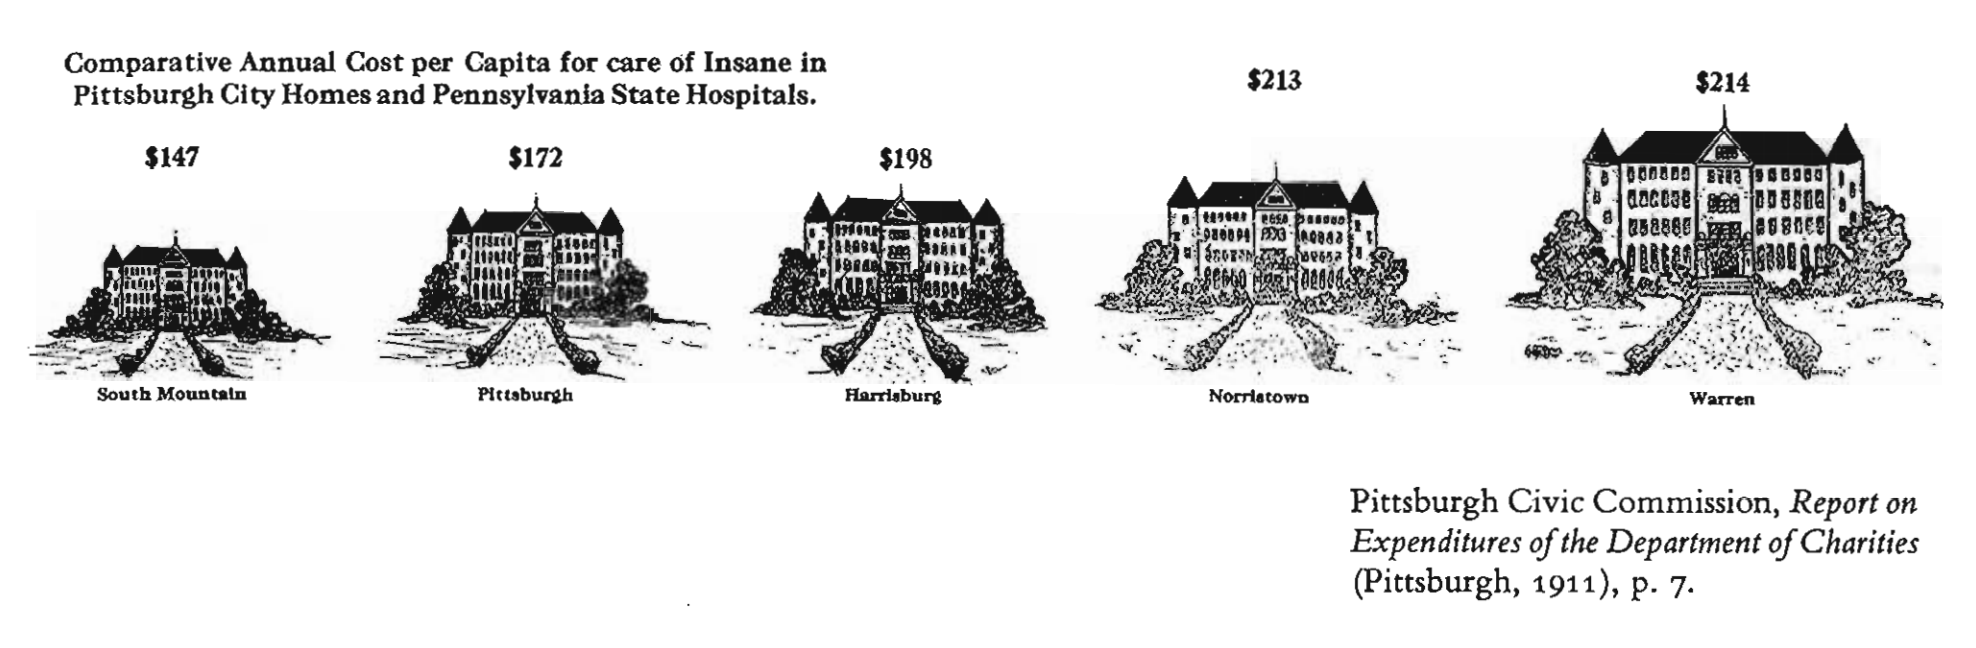 Comparative Annual Cost per Capita for care of Insane in
Pittsburgh City Homes and Pennsylvania State Hospitals.
$147
$172
$198
$213
$214
South Mountain
Pittsburgh
Harrisburg
Norristown
Warren
Pittsburgh Civic Commission, Report on
Expenditures of the Department of Charities
(Pittsburgh, 1911), p. 7.